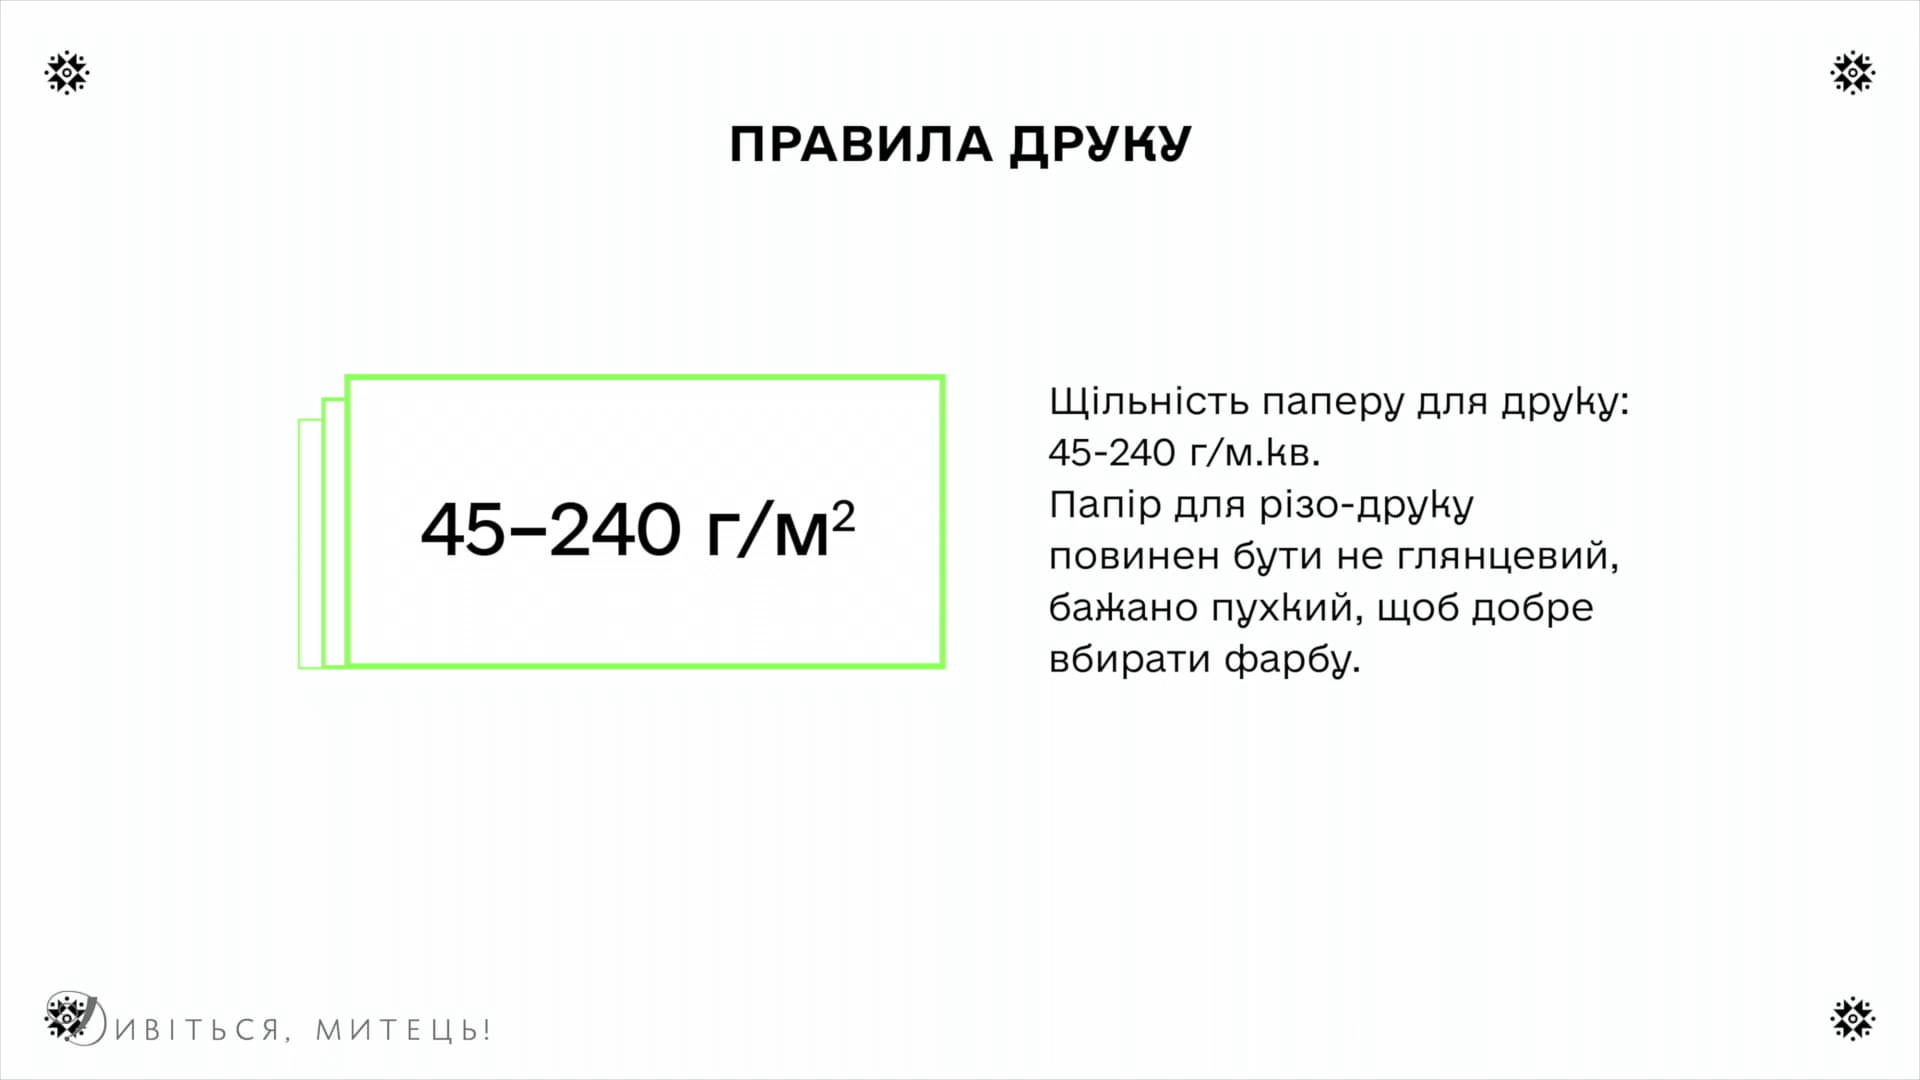 ПРАВИЛА ДРУКУ
45–240 г/м²
Щільність паперу для друку:
45-240 г/м.кв.
Папір для різо-друку
повинен бути не глянцевий,
бажано пухкий, щоб добре
вбирати фарбу.
Дивіться, митець!